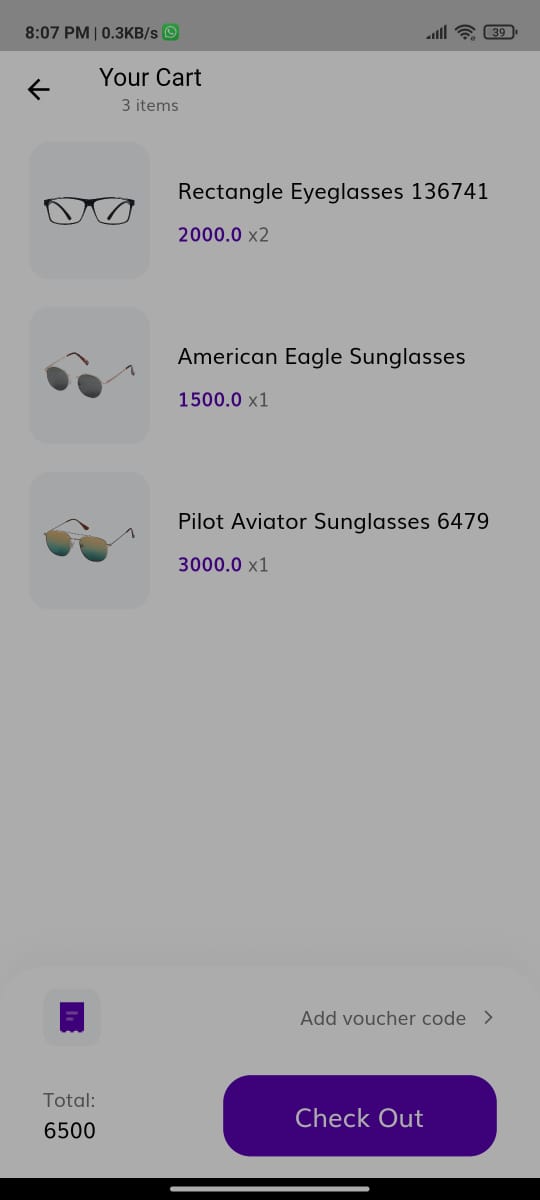 8:07 PM | 0.3KB/s
39
Your Cart
3 items
Rectangle Eyeglasses 136741
2000.0 x2
American Eagle Sunglasses
1500.0 x1
Pilot Aviator Sunglasses 6479
3000.0 x1
Add voucher code
Total:
6500
Check Out